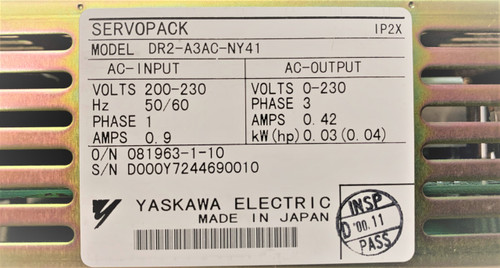 SERVOPACK IP2X
MODEL DR2-A3AC-NY41
AC-INPUT AC-OUTPUT
VOLTS 200-230 VOLTS 0-230
Hz 50/60 PHASE 3
PHASE 1 AMPS 0.42
AMPS 0.9 kW(hp) 0.03(0.04)
O/N 081963-1-10
S/N D000Y7244690010
YASKAWA ELECTRIC
MADE IN JAPAN
INSP
D '00.11
PASS